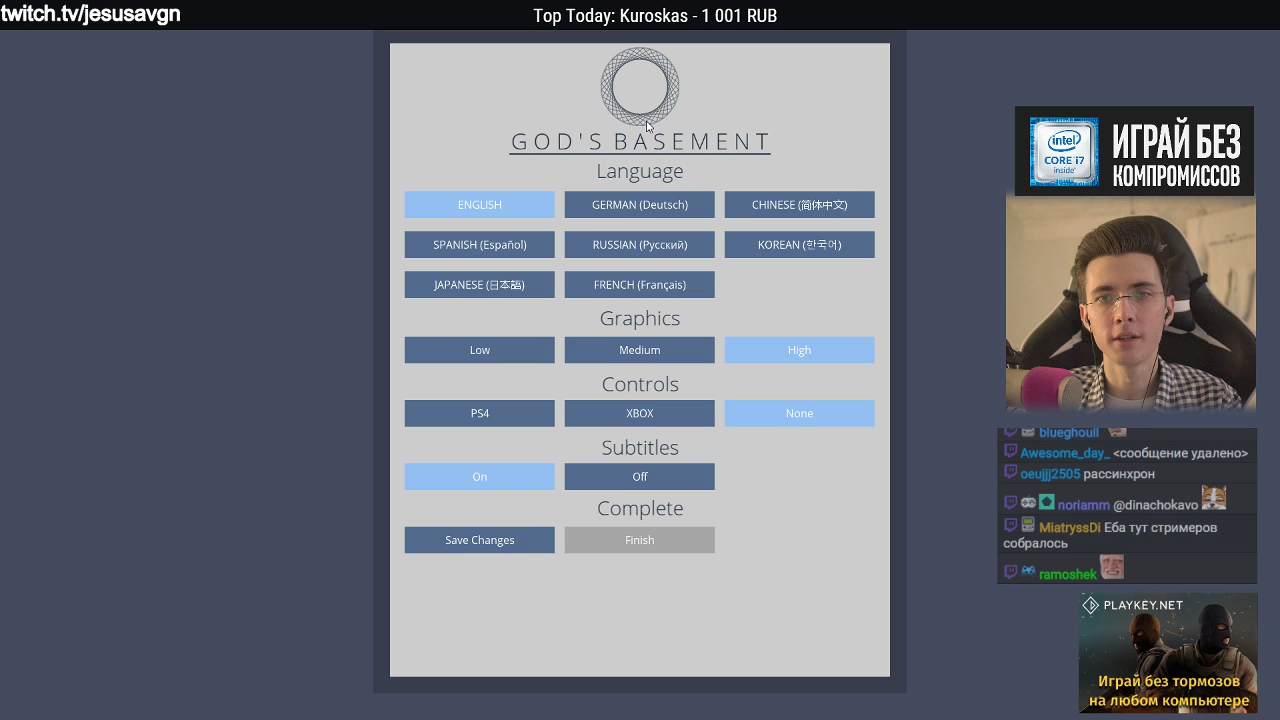 twitch.tv/jesusavgn
Top Today: Kuroskas - 1 001 RUB
GOD'S BASEMENT
Language
ENGLISH
GERMAN (Deutsch)
CHINESE (简体中文)
SPANISH (Español)
RUSSIAN (Русский)
KOREAN (한국어)
JAPANESE (日本語)
FRENCH (Français)
Graphics
Low
Medium
High
Controls
PS4
XBOX
None
Subtitles
On
Off
Complete
Save Changes
Finish
intel
CORE i7
inside
ИГРАЙ БЕЗ
КОМПРОМИССОВ
blueghoull
Awesome_day_ <сообщение удалено>
oeujjj2505 рассинхрон
noriamm @dinachokavo
MiatryssDi Еба тут стримеров
собралось
ramoshek
PLAYKEY.NET
Играй без тормозов
на любом компьютере